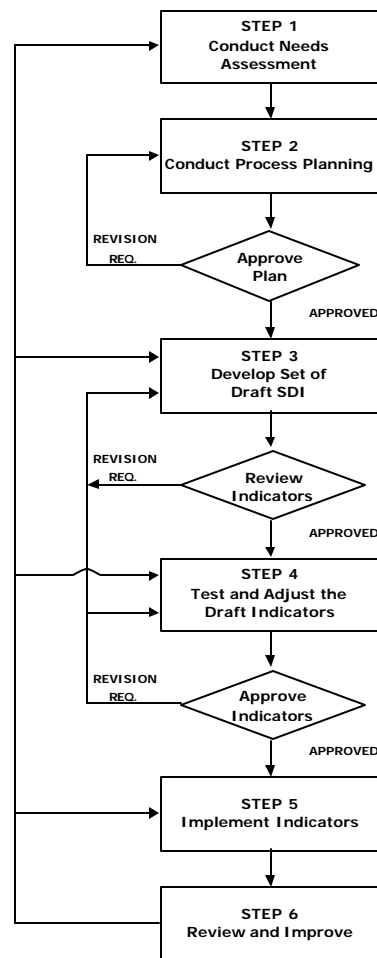 STEP 1
Conduct Needs
Assessment
STEP 2
Conduct Process Planning
REVISION
REQ.
Approve
Plan
APPROVED
STEP 3
Develop Set of
Draft SDI
REVISION
REQ.
Review
Indicators
APPROVED
STEP 4
Test and Adjust the
Draft Indicators
REVISION
REQ.
Approve
Indicators
APPROVED
STEP 5
Implement Indicators
STEP 6
Review and Improve